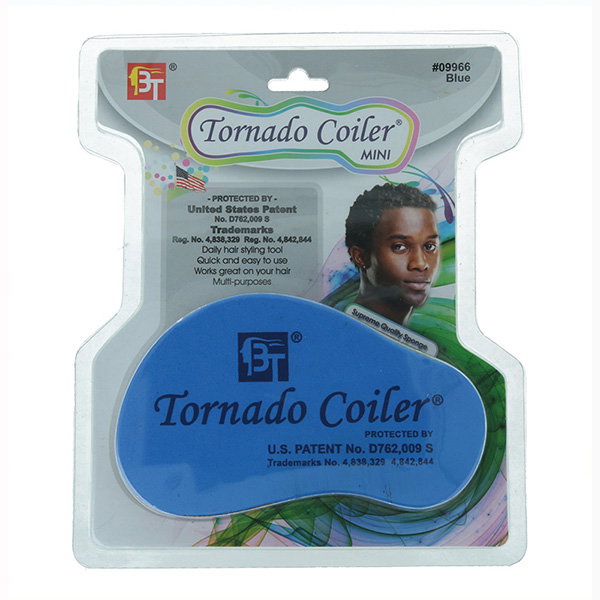 BT®
#09966
Blue
Tornado Coiler®
MINI
- PROTECTED BY -
United States Patent
No. D762,009 S
Trademarks
Reg. No. 4,838,329 Reg. No. 4,842,844
Daily hair styling tool
Quick and easy to use
Works great on your hair
Multi-purposes
Supreme Quality Sponge
BT®
Tornado Coiler®
PROTECTED BY
U.S. PATENT No. D762,009 S
Trademarks No. 4,838,329 4,842,844